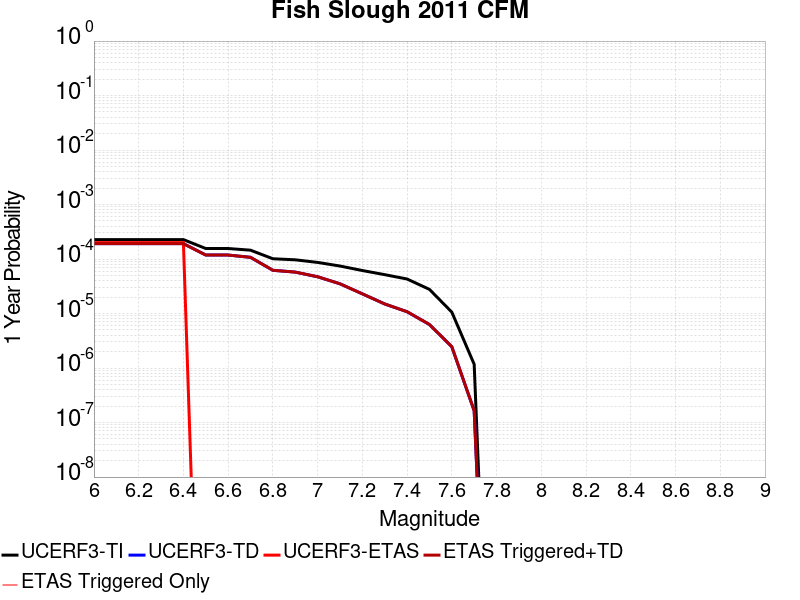 Fish Slough 2011 CFM
10^0
10^-1
10^-2
10^-3
10^-4
10^-5
10^-6
10^-7
10^-8
1 Year Probability
6 6.2 6.4 6.6 6.8 7 7.2 7.4 7.6 7.8 8 8.2 8.4 8.6 8.8 9
Magnitude
UCERF3-TI UCERF3-TD UCERF3-ETAS ETAS Triggered+TD
ETAS Triggered Only